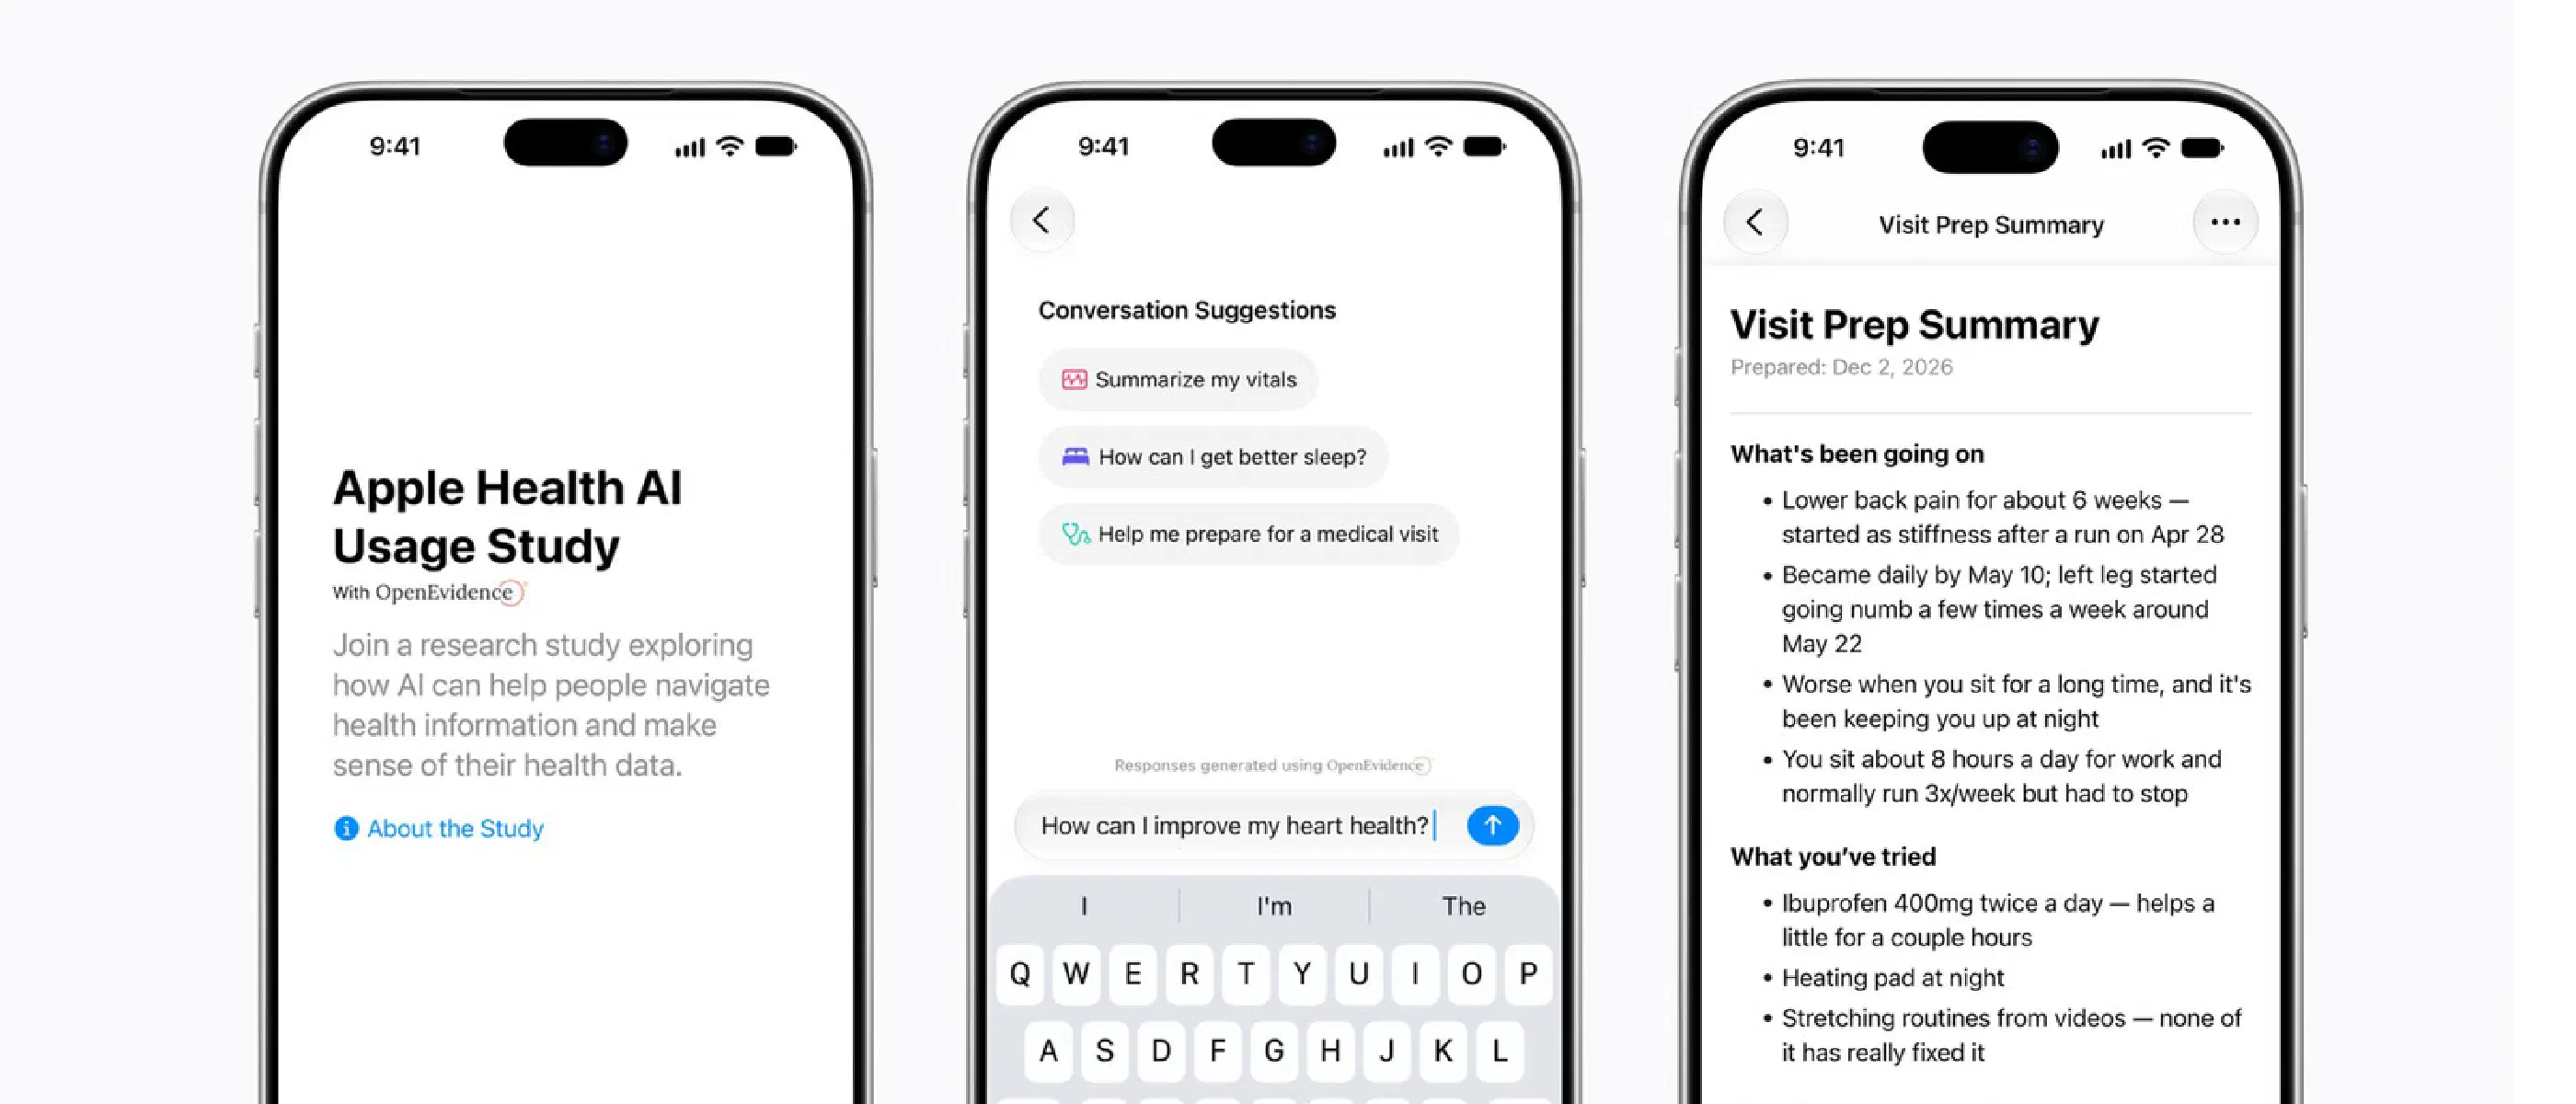 9:41
Apple Health AI
Usage Study
With OpenEvidence
Join a research study exploring
how AI can help people navigate
health information and make
sense of their health data.
About the Study
9:41
Conversation Suggestions
Summarize my vitals
How can I get better sleep?
Help me prepare for a medical visit
Responses generated using OpenEvidence
How can I improve my heart health?
I I'm The
Q W E R T Y U I O P
A S D F G H J K L
9:41
Visit Prep Summary
Visit Prep Summary
Prepared: Dec 2, 2026
What's been going on
• Lower back pain for about 6 weeks —
started as stiffness after a run on Apr 28
• Became daily by May 10; left leg started
going numb a few times a week around
May 22
• Worse when you sit for a long time, and it's
been keeping you up at night
• You sit about 8 hours a day for work and
normally run 3x/week but had to stop
What you’ve tried
• Ibuprofen 400mg twice a day — helps a
little for a couple hours
• Heating pad at night
• Stretching routines from videos — none of
it has really fixed it